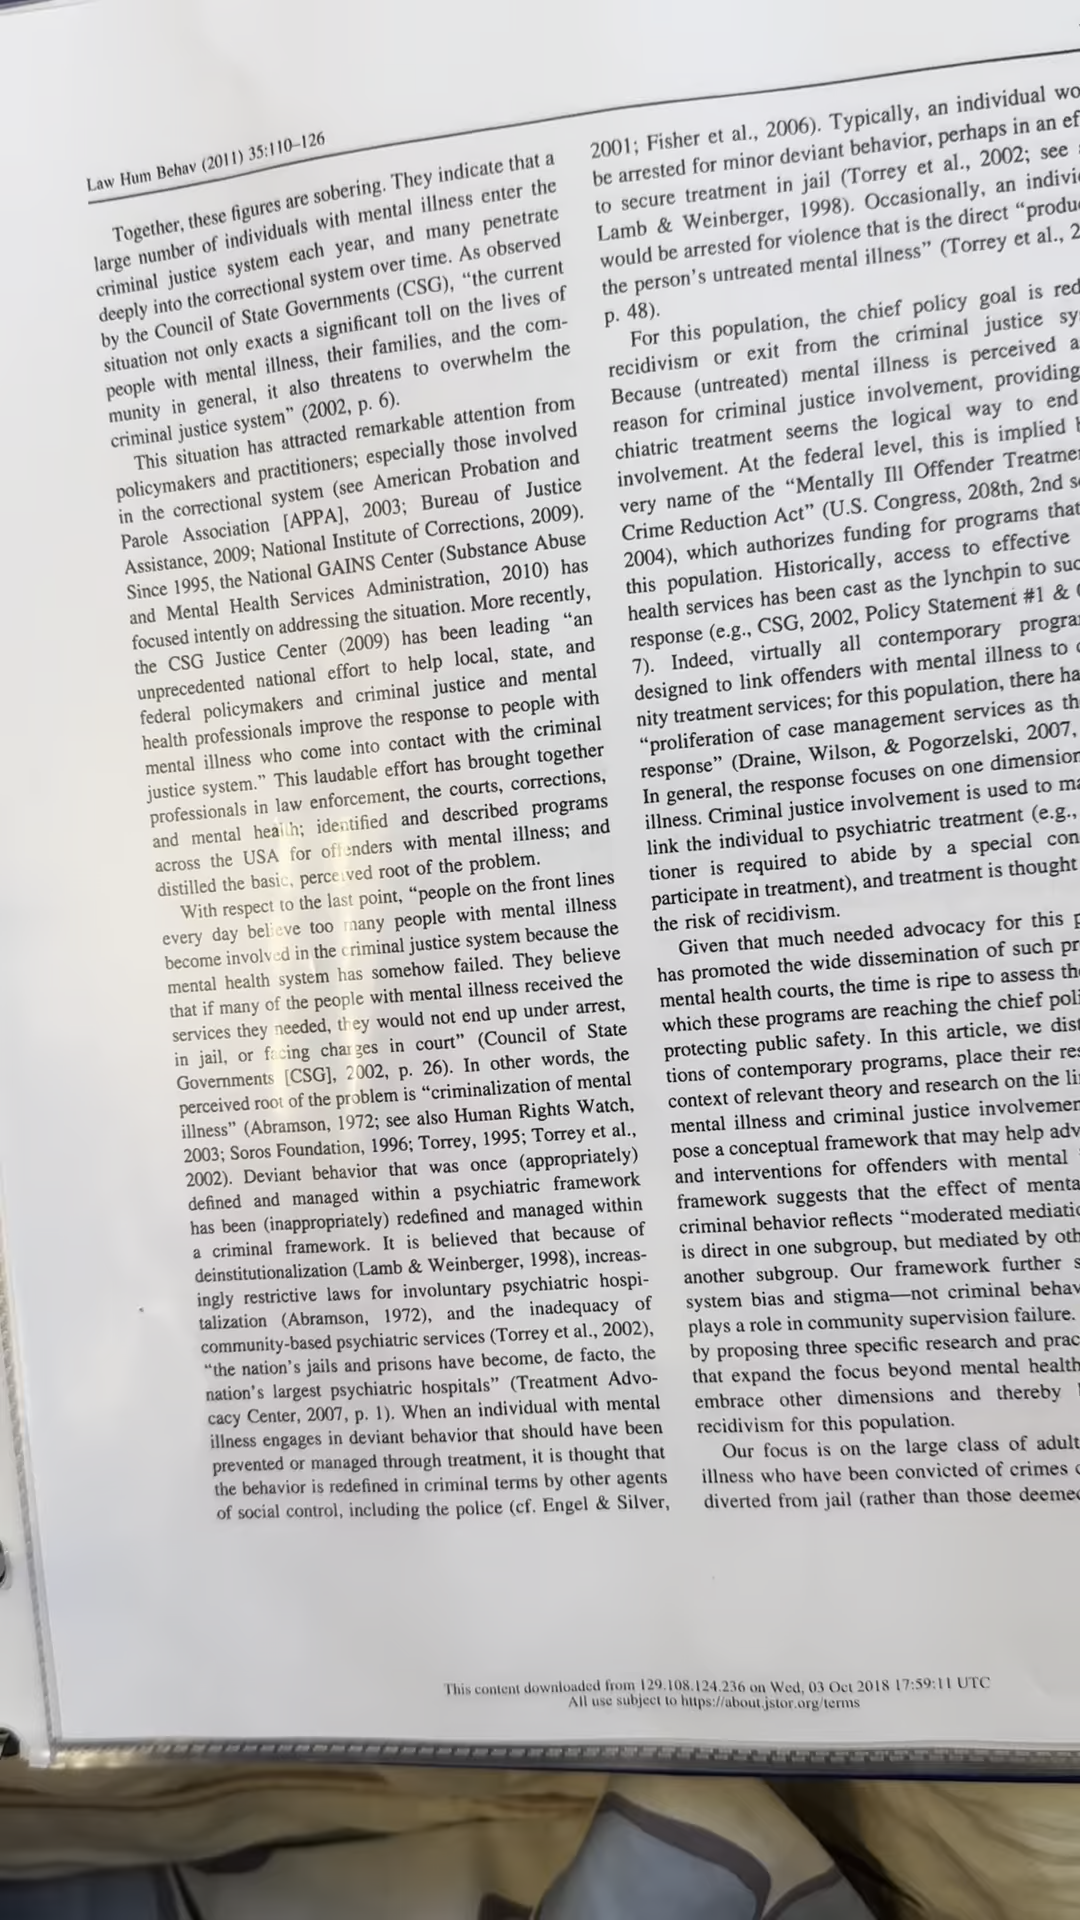 Law Hum Behav (2011) 35:110–126
Together, these figures are sobering. They indicate that a
large number of individuals with mental illness enter the
criminal justice system each year, and many penetrate
deeply into the correctional system over time. As observed
by the Council of State Governments (CSG), “the current
situation not only exacts a significant toll on the lives of
people with mental illness, their families, and the com-
munity in general, it also threatens to overwhelm the
criminal justice system” (2002, p. 6).
This situation has attracted remarkable attention from
policymakers and practitioners; especially those involved
in the correctional system (see American Probation and
Parole Association [APPA], 2003; Bureau of Justice
Assistance, 2009; National Institute of Corrections, 2009).
Since 1995, the National GAINS Center (Substance Abuse
and Mental Health Services Administration, 2010) has
focused intently on addressing the situation. More recently,
the CSG Justice Center (2009) has been leading “an
unprecedented national effort to help local, state, and
federal policymakers and criminal justice and mental
health professionals improve the response to people with
mental illness who come into contact with the criminal
justice system.” This laudable effort has brought together
professionals in law enforcement, the courts, corrections,
and mental health; identified and described programs
across the USA for offenders with mental illness; and
distilled the basic, perceived root of the problem.
With respect to the last point, “people on the front lines
every day believe too many people with mental illness
become involved in the criminal justice system because the
mental health system has somehow failed. They believe
that if many of the people with mental illness received the
services they needed, they would not end up under arrest,
in jail, or facing charges in court” (Council of State
Governments [CSG], 2002, p. 26). In other words, the
perceived root of the problem is “criminalization of mental
illness” (Abramson, 1972; see also Human Rights Watch,
2003; Soros Foundation, 1996; Torrey, 1995; Torrey et al.,
2002). Deviant behavior that was once (appropriately)
defined and managed within a psychiatric framework
has been (inappropriately) redefined and managed within
a criminal framework. It is believed that because of
deinstitutionalization (Lamb & Weinberger, 1998), increas-
ingly restrictive laws for involuntary psychiatric hospi-
talization (Abramson, 1972), and the inadequacy of
community-based psychiatric services (Torrey et al., 2002),
“the nation’s jails and prisons have become, de facto, the
nation’s largest psychiatric hospitals” (Treatment Advo-
cacy Center, 2007, p. 1). When an individual with mental
illness engages in deviant behavior that should have been
prevented or managed through treatment, it is thought that
the behavior is redefined in criminal terms by other agents
of social control, including the police (cf. Engel & Silver,
2001; Fisher et al., 2006). Typically, an individual wo
be arrested for minor deviant behavior, perhaps in an ef
to secure treatment in jail (Torrey et al., 2002; see
Lamb & Weinberger, 1998). Occasionally, an indivi
would be arrested for violence that is the direct “produ
the person’s untreated mental illness” (Torrey et al., 2
p. 48).
For this population, the chief policy goal is red
recidivism or exit from the criminal justice sy
Because (untreated) mental illness is perceived a
reason for criminal justice involvement, providing
chiatric treatment seems the logical way to end
involvement. At the federal level, this is implied
very name of the “Mentally Ill Offender Treatme
Crime Reduction Act” (U.S. Congress, 208th, 2nd s
2004), which authorizes funding for programs that
this population. Historically, access to effective
health services has been cast as the lynchpin to suc
response (e.g., CSG, 2002, Policy Statement #1 &
7). Indeed, virtually all contemporary progra
designed to link offenders with mental illness to
nity treatment services; for this population, there ha
“proliferation of case management services as th
response” (Draine, Wilson, & Pogorzelski, 2007,
In general, the response focuses on one dimension
illness. Criminal justice involvement is used to ma
link the individual to psychiatric treatment (e.g.,
tioner is required to abide by a special con
participate in treatment), and treatment is thought
the risk of recidivism.
Given that much needed advocacy for this p
has promoted the wide dissemination of such pr
mental health courts, the time is ripe to assess the
which these programs are reaching the chief poli
protecting public safety. In this article, we dist
tions of contemporary programs, place their res
context of relevant theory and research on the li
mental illness and criminal justice involvemen
pose a conceptual framework that may help adv
and interventions for offenders with mental
framework suggests that the effect of menta
criminal behavior reflects “moderated mediatio
is direct in one subgroup, but mediated by oth
another subgroup. Our framework further s
system bias and stigma—not criminal behav
plays a role in community supervision failure.
by proposing three specific research and prac
that expand the focus beyond mental health
embrace other dimensions and thereby
recidivism for this population.
Our focus is on the large class of adult
illness who have been convicted of crimes
diverted from jail (rather than those deemed
This content downloaded from 129.108.124.236 on Wed, 03 Oct 2018 17:59:11 UTC
All use subject to https://about.jstor.org/terms